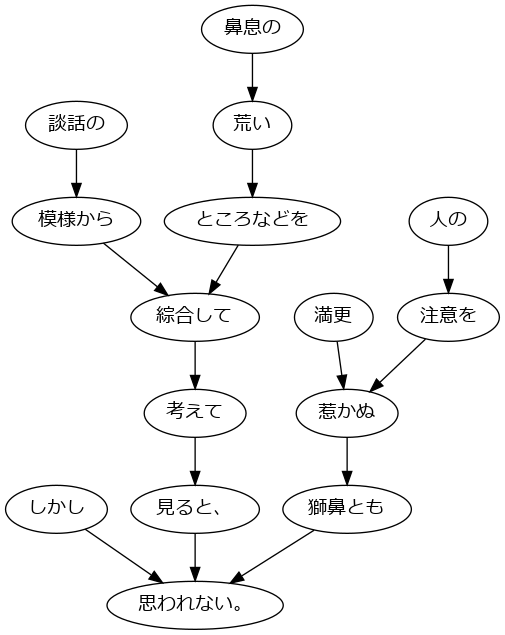 鼻息の
談話の
荒い
模様から
ところなどを
人の
綜合して
満更
注意を
考えて
惹かぬ
しかし
見ると、
獅鼻とも
思われない。